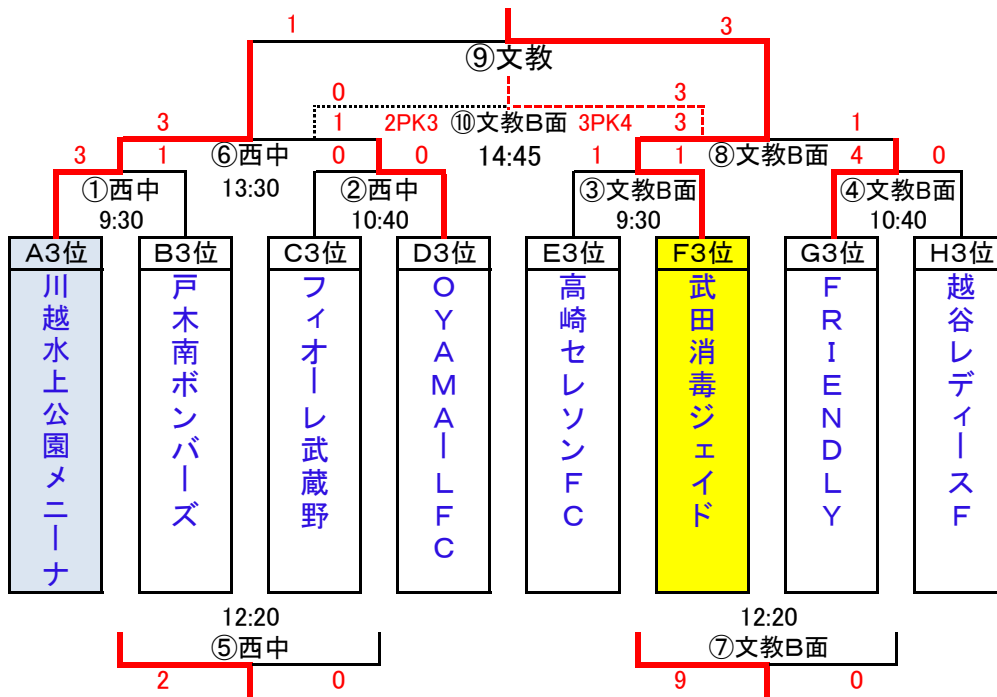 1 3
⑨文教
0 3
3 1 2PK3 ⑩文教B面 3PK4 3 1
3 1 ⑥西中 0 0 14:45 1 1 ⑧文教B面 4 0
①西中 13:30 ②西中 ③文教B面 ④文教B面
9:30 10:40 9:30 10:40
A3位 B3位 C3位 D3位 E3位 F3位 G3位 H3位
川越水上公園メニーナ
戸木南ボンバーズ
フィオーレ武蔵野
OYAMA－LFC
高崎セレソンFC
武田消毒ジェイド
FRIENDLY
越谷レディースF
12:20 12:20
⑤西中 ⑦文教B面
2 0 9 0